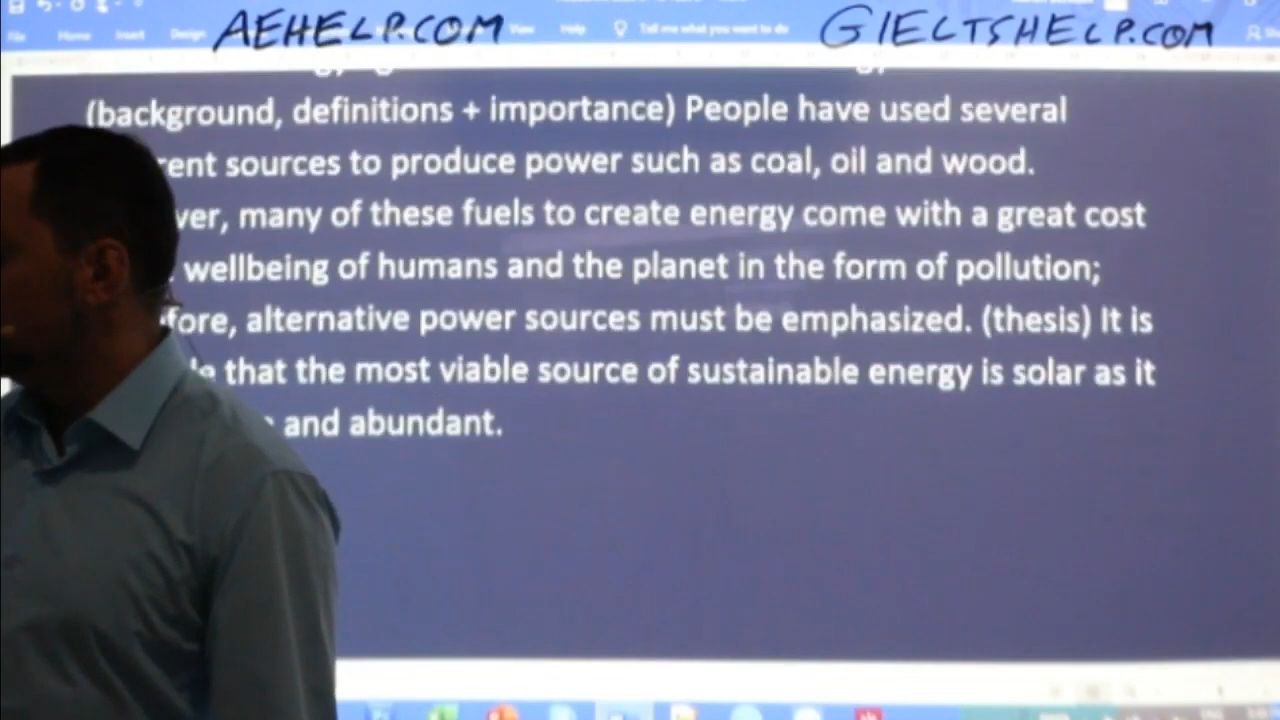 AEHELP.COM GIELTSHELP.COM
File Home Insert Design View Help Tell me what you want to do
(background, definitions + importance) People have used several
rent sources to produce power such as coal, oil and wood.
ver, many of these fuels to create energy come with a great cost
wellbeing of humans and the planet in the form of pollution;
fore, alternative power sources must be emphasized. (thesis) It is
that the most viable source of sustainable energy is solar as it
and abundant.